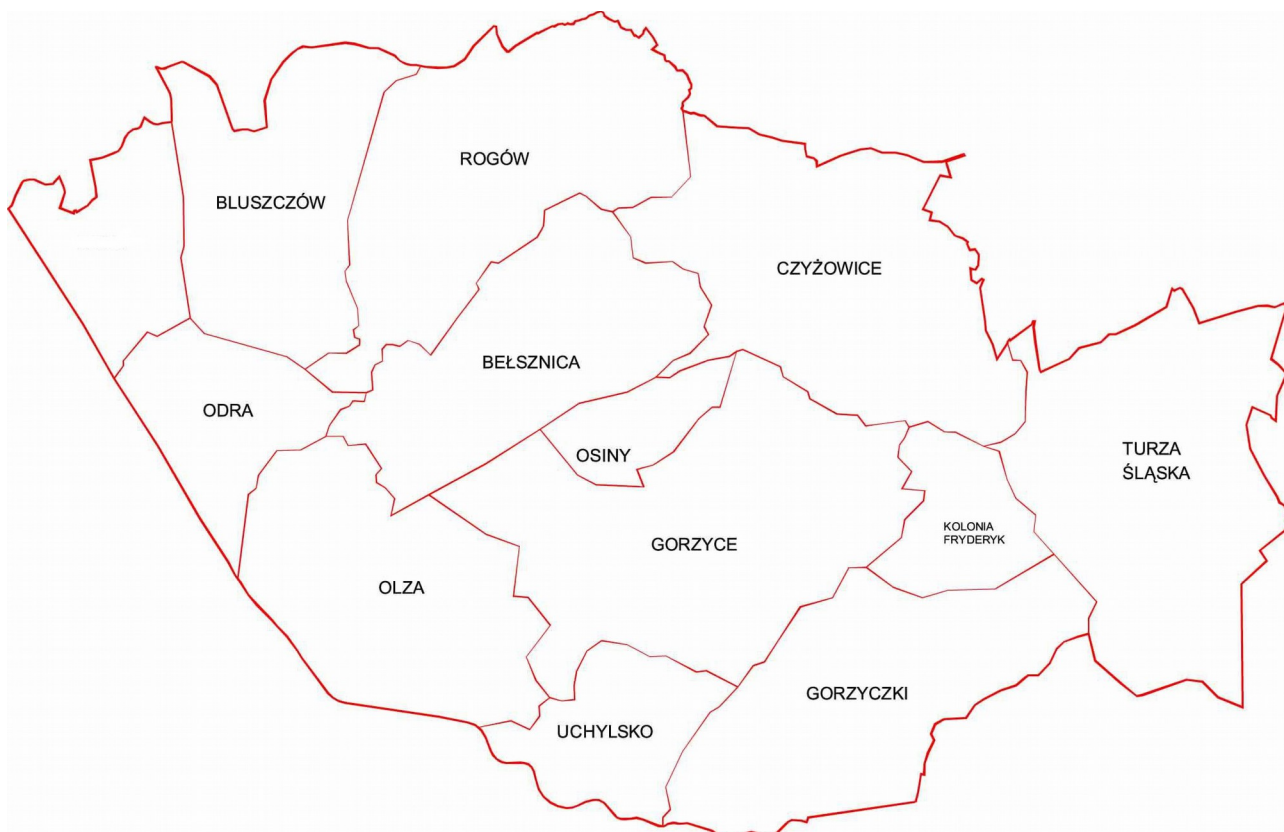 ROGÓW
BLUSZCZÓW
CZYŻOWICE
BEŁSZNICA
ODRA
OSINY
TURZA
ŚLĄSKA
KOLONIA
FRYDERYK
GORZYCE
OLZA
GORZYCZKI
UCHYLSKO